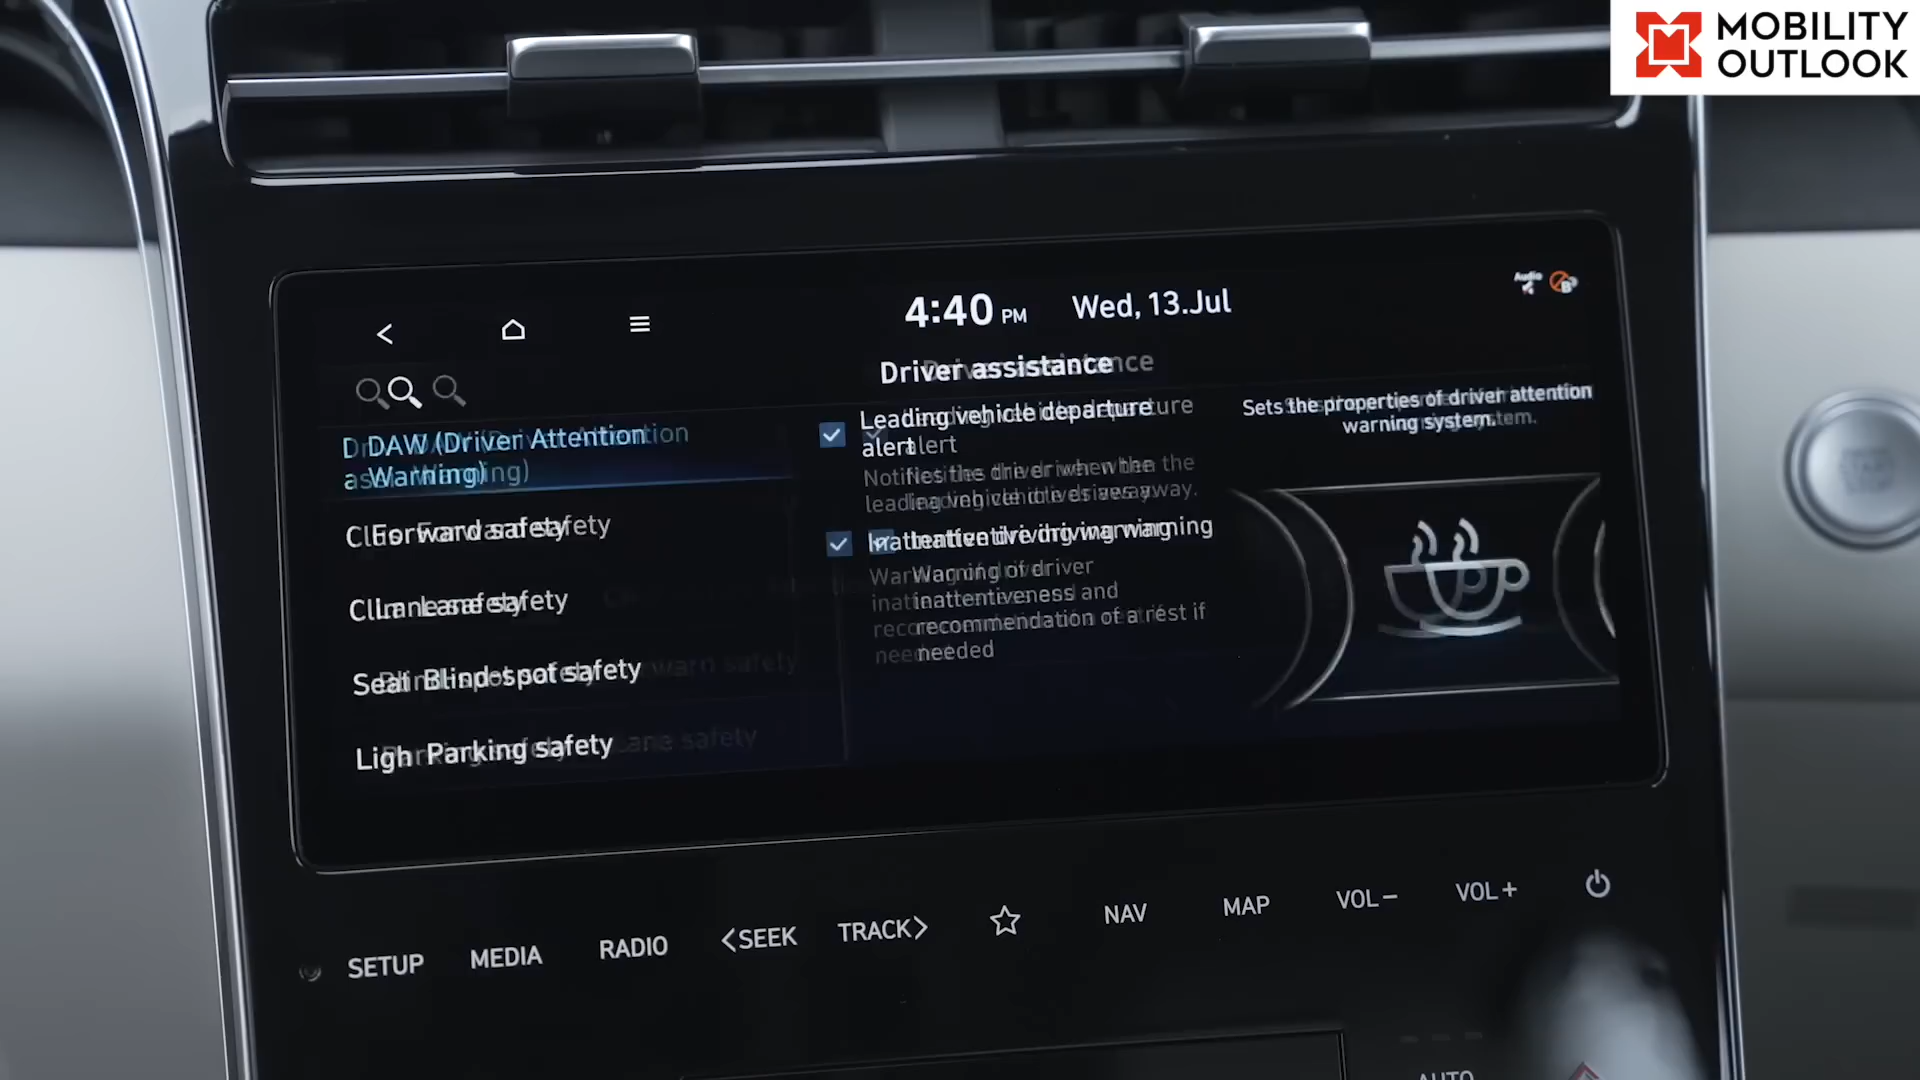 MOBILITY
OUTLOOK
4:40 PM Wed, 13.Jul
Audio
Driver assistance
DAW (Driver Attention
Warning)
Forward safety
Lane safety
Blind-spot safety
Parking safety
Leading vehicle departure
alert
Notifies the driver when the
leading vehicle drives away.
Inattentive driving warning
Warning of driver
inattentiveness and
recommendation of a rest if
needed
Sets the properties of driver attention
warning system.
SETUP MEDIA RADIO <SEEK TRACK> NAV MAP VOL− VOL+
AUTO